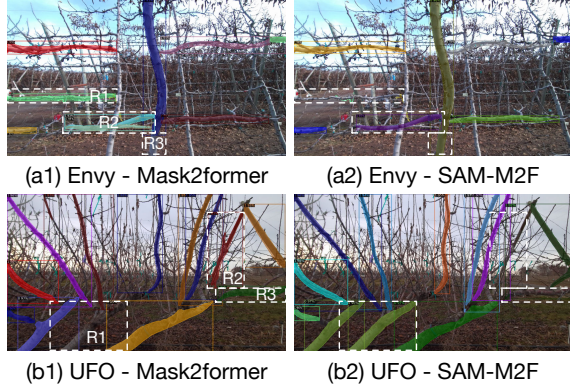 R1
R2
R3
(a1) Envy - Mask2former
(a2) Envy - SAM-M2F
R2
R3
R1
(b1) UFO - Mask2former
(b2) UFO - SAM-M2F